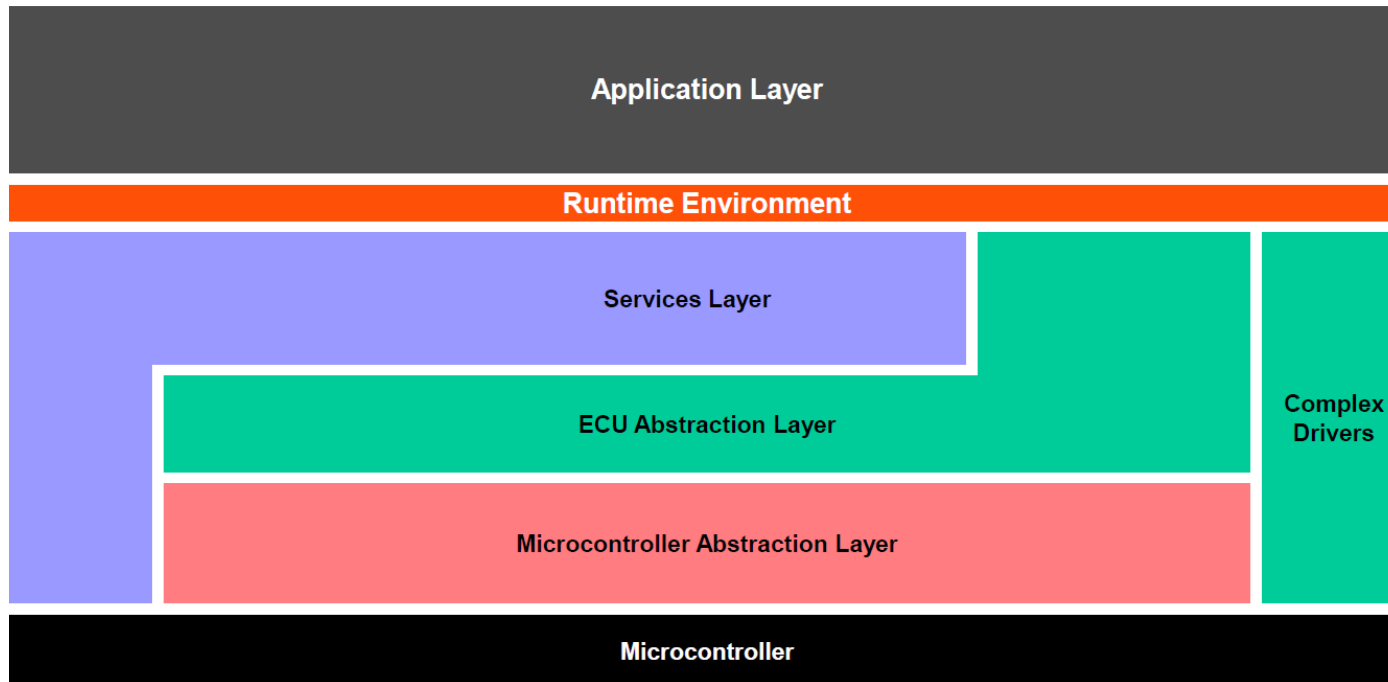 Application Layer
Runtime Environment
Services Layer
ECU Abstraction Layer
Complex
Drivers
Microcontroller Abstraction Layer
Microcontroller